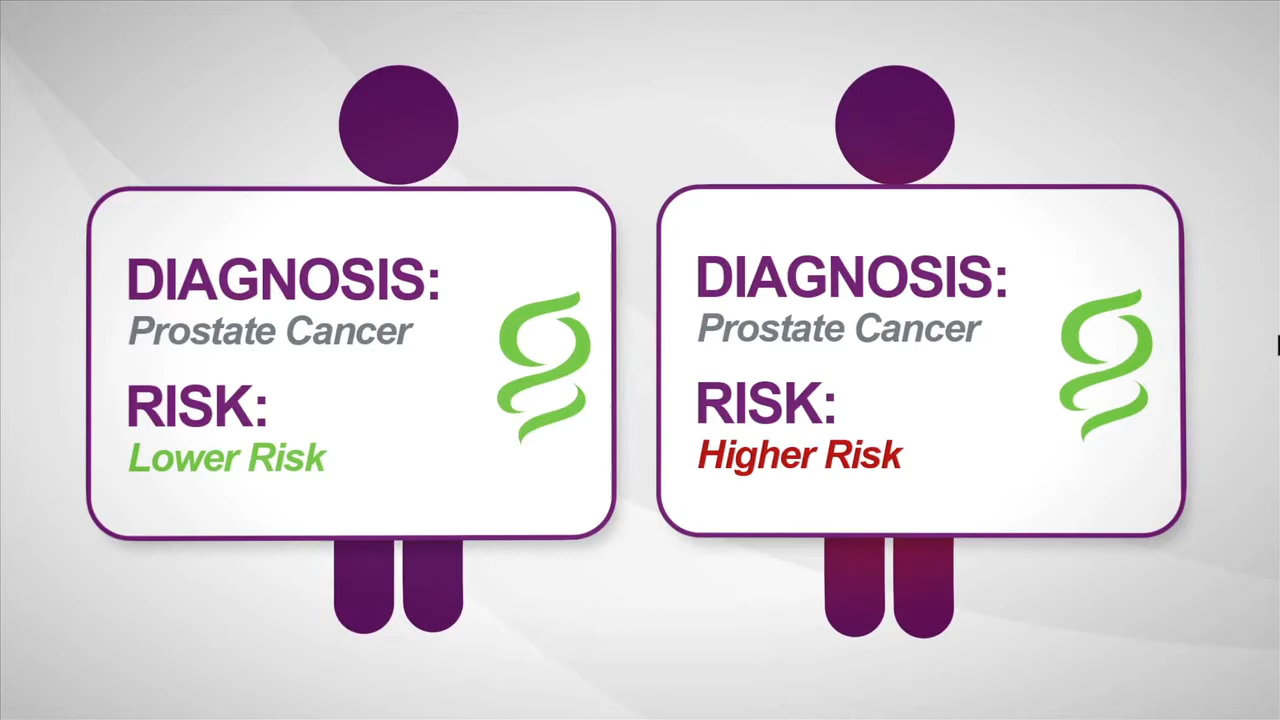 DIAGNOSIS:
Prostate Cancer
RISK:
Lower Risk
DIAGNOSIS:
Prostate Cancer
RISK:
Higher Risk